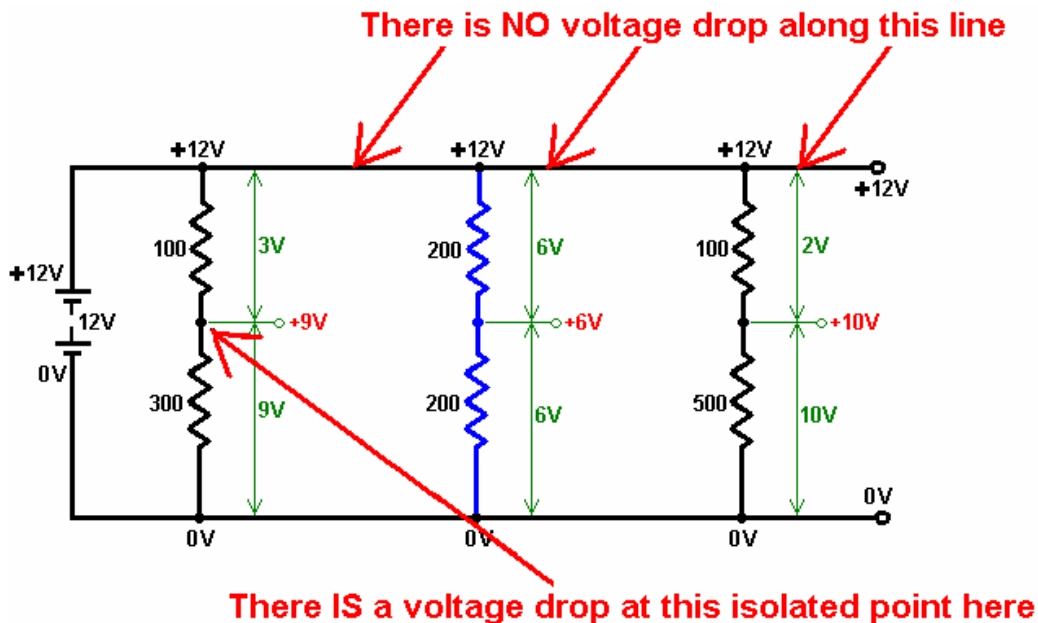 There is NO voltage drop along this line
+12V
+12V
+12V
+12V
100
3V
200
6V
100
2V
+12V
12V
0V
+9V
+6V
+10V
300
9V
200
6V
500
10V
0V
0V
0V
0V
There IS a voltage drop at this isolated point here